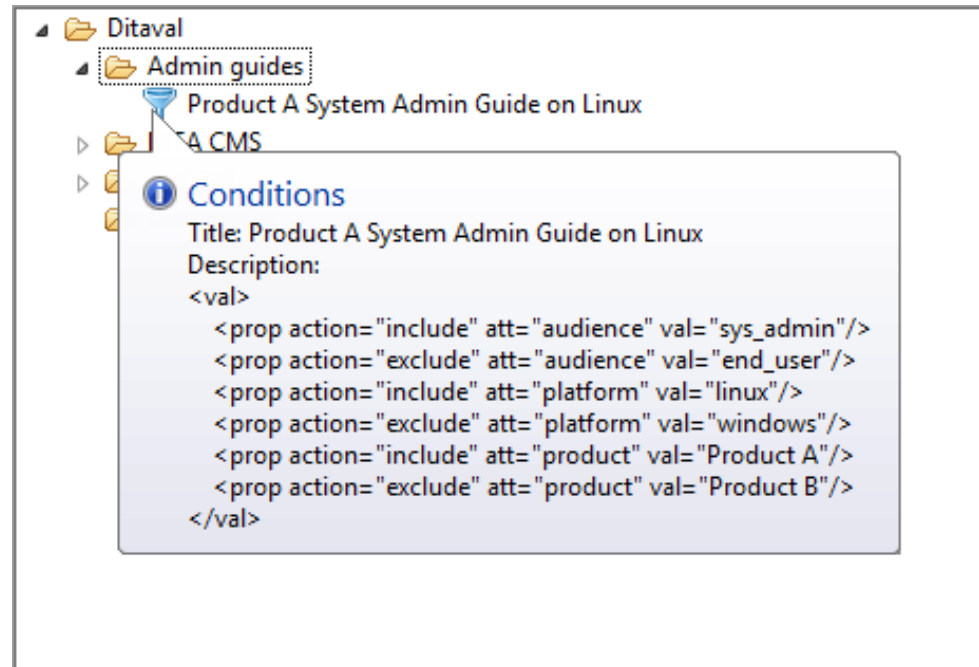 Ditaval
Admin guides
Product A System Admin Guide on Linux
CMS
Conditions
Title: Product A System Admin Guide on Linux
Description:
<val>
<prop action="include" att="audience" val="sys_admin"/>
<prop action="exclude" att="audience" val="end_user"/>
<prop action="include" att="platform" val="linux"/>
<prop action="exclude" att="platform" val="windows"/>
<prop action="include" att="product" val="Product A"/>
<prop action="exclude" att="product" val="Product B"/>
</val>